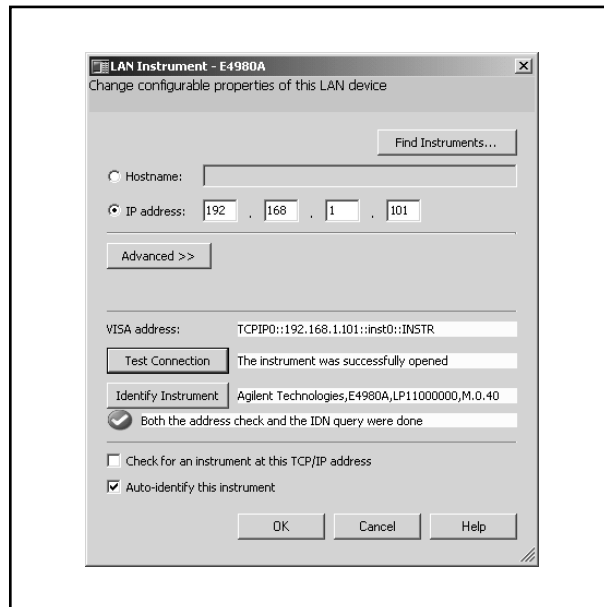 LAN Instrument - E4980A
Change configurable properties of this LAN device
Find Instruments...
Hostname:
IP address: 192 . 168 . 1 . 101
Advanced >>
VISA address: TCPIP0::192.168.1.101::inst0::INSTR
Test Connection The instrument was successfully opened
Identify Instrument Agilent Technologies,E4980A,LP11000000,M.0.40
Both the address check and the IDN query were done
Check for an instrument at this TCP/IP address
Auto-identify this instrument
OK Cancel Help